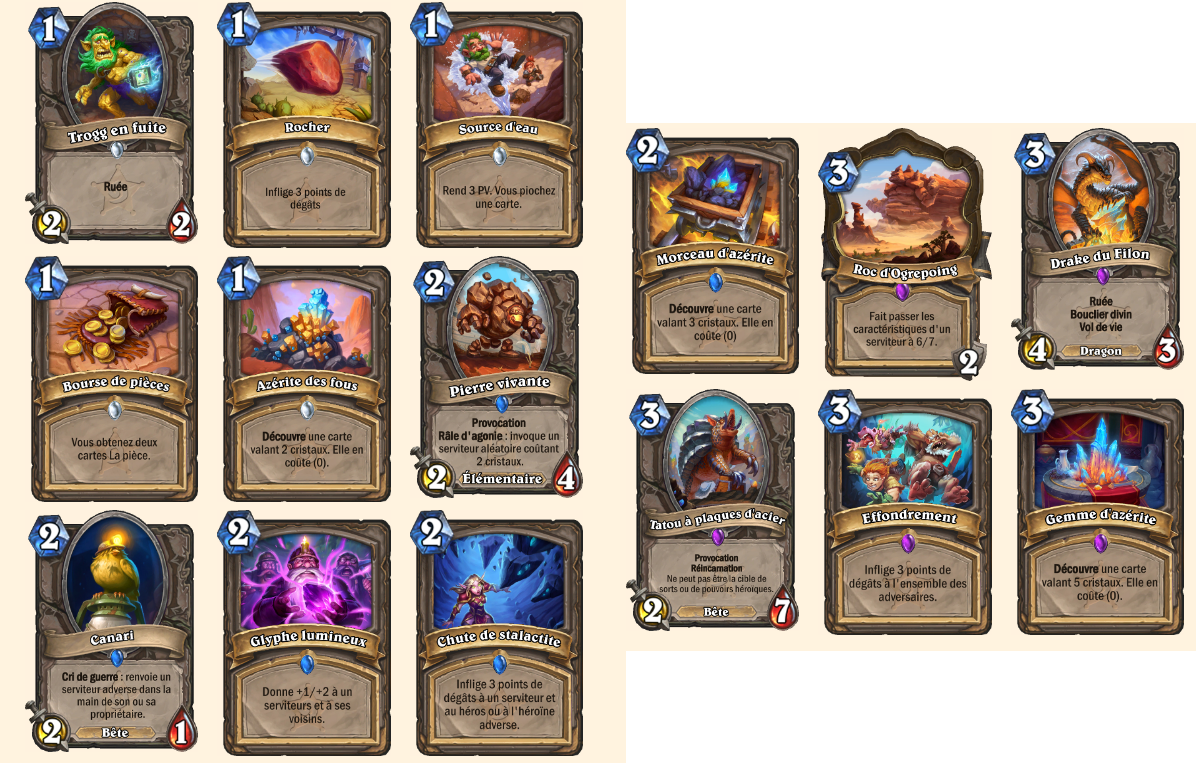 1
Trogg en fuite
Ruée
2
2
1
Rocher
Inflige 3 points de
dégâts
1
Source d'eau
Rend 3 PV. Vous piochez
une carte.
1
Bourse de pièces
Vous obtenez deux
cartes La pièce.
1
Azérite des fous
Découvre une carte
valant 2 cristaux. Elle en
coûte (0).
2
Pierre vivante
Provocation
Râle d'agonie : invoque un
serviteur aléatoire coûtant
2 cristaux.
2
Élémentaire
4
2
Canari
Cri de guerre : renvoie un
serviteur adverse dans la
main de son ou sa
propriétaire.
2
Bête
1
2
Glyphe lumineux
Donne +1/+2 à un
serviteurs et à ses
voisins.
2
Chute de stalactite
Inflige 3 points de
dégâts à un serviteur et
au héros ou à l'héroïne
adverse.
2
Morceau d'azérite
Découvre une carte
valant 3 cristaux. Elle en
coûte (0)
3
Roc d'Ogrepoing
Fait passer les
caractéristiques d'un
serviteur à 6/7.
2
3
Drake du Filon
Ruée
Bouclier divin
Vol de vie
4
Dragon
3
3
Tatou à plaques d'acier
Provocation
Réincarnation
Ne peut pas être la cible de
sorts ou de pouvoirs héroïques.
2
Bête
7
3
Effondrement
Inflige 3 points de
dégâts à l'ensemble des
adversaires.
3
Gemme d'azérite
Découvre une carte
valant 5 cristaux. Elle en
coûte (0).